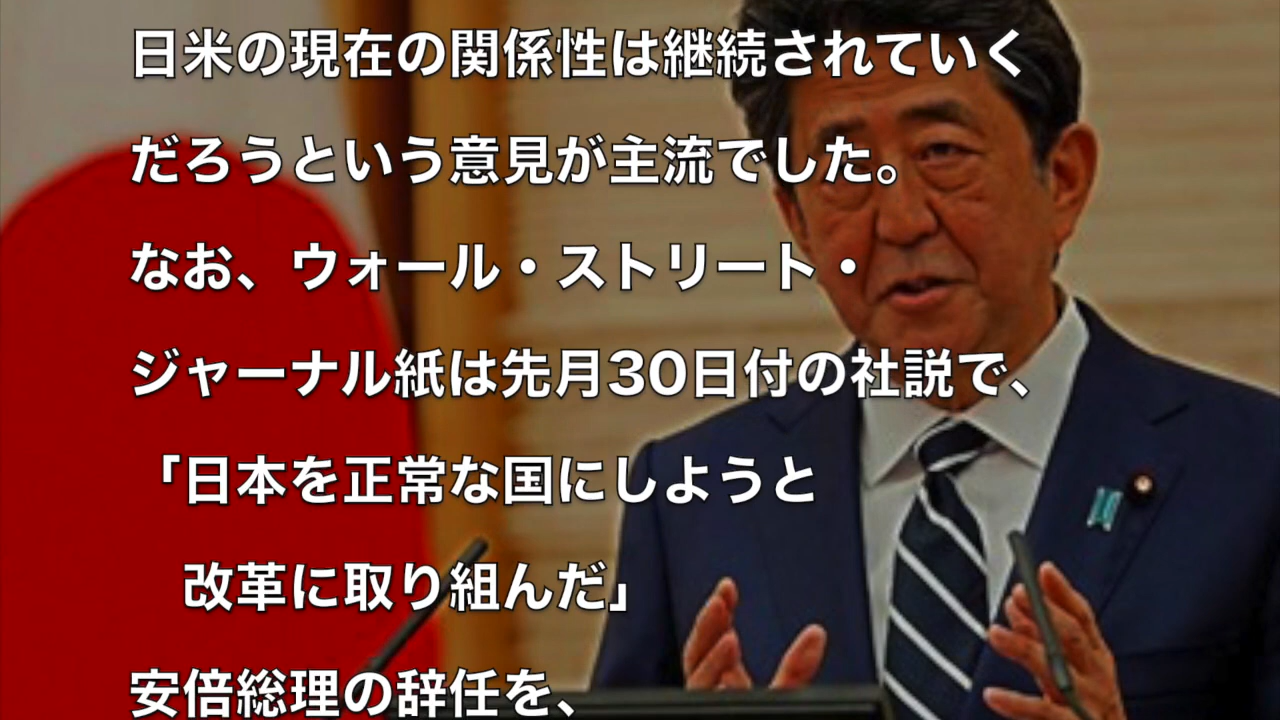 日米の現在の関係性は継続されていく
だろうという意見が主流でした。
なお、ウォール・ストリート・
ジャーナル紙は先月30日付の社説で、
「日本を正常な国にしようと
改革に取り組んだ」
安倍総理の辞任を、